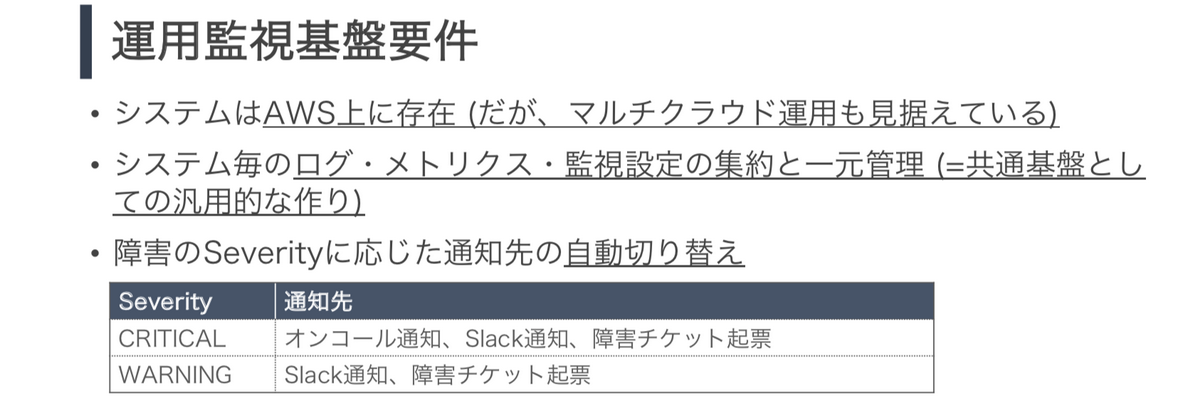 運用監視基盤要件
• システムはAWS上に存在 (だが、マルチクラウド運用も見据えている)
• システム毎のログ・メトリクス・監視設定の集約と一元管理 (=共通基盤とし
ての汎用的な作り)
• 障害のSeverityに応じた通知先の自動切り替え
Severity 通知先
CRITICAL オンコール通知、Slack通知、障害チケット起票
WARNING Slack通知、障害チケット起票